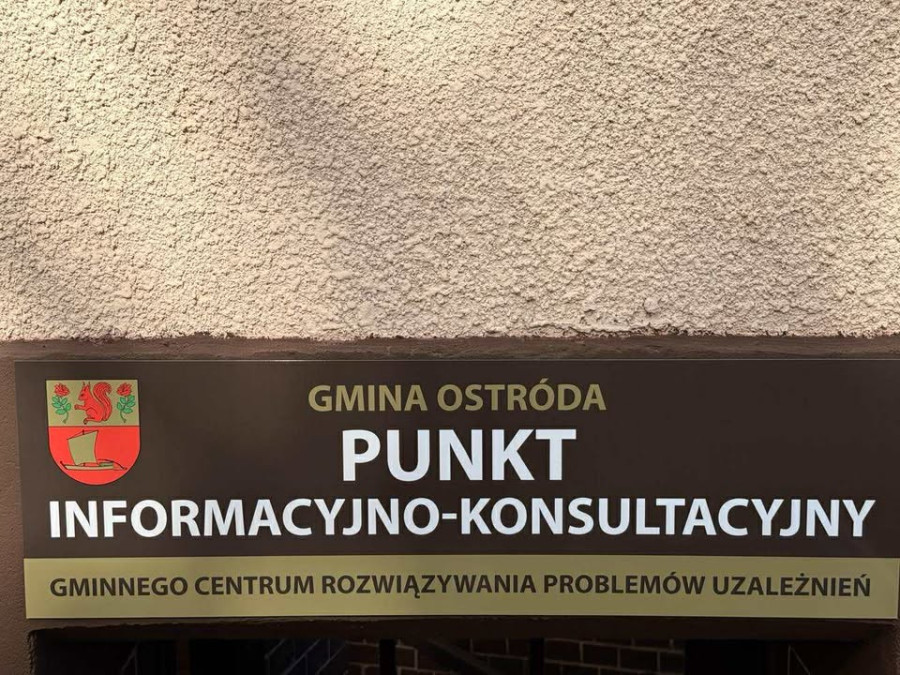 GMINA OSTRÓDA
PUNKT
INFORMACYJNO-KONSULTACYJNY
GMINNEGO CENTRUM ROZWIĄZYWANIA PROBLEMÓW UZALEŻNIEŃ